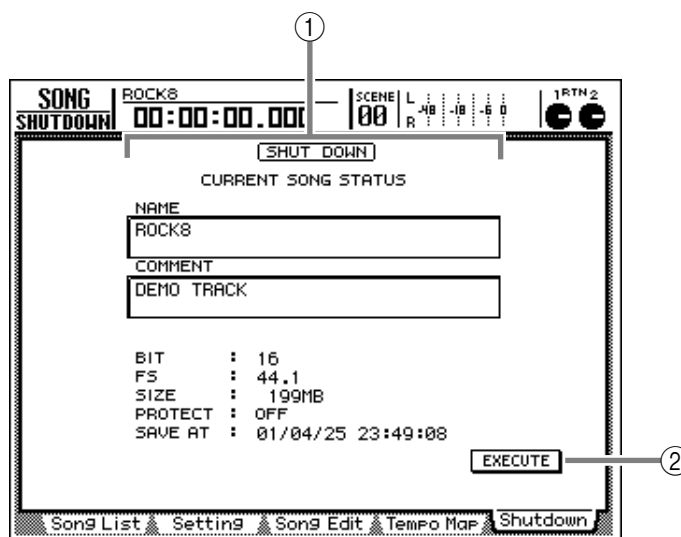 ①
SONG
SHUTDOWN
ROCK8
00:00:00.000
SCENE
00
L
R
-48 -18 -6 0
1 RTN 2
SHUT DOWN
CURRENT SONG STATUS
NAME
ROCK8
COMMENT
DEMO TRACK
BIT : 16
FS : 44.1
SIZE : 199MB
PROTECT : OFF
SAVE AT : 01/04/25 23:49:08
EXECUTE
②
Song List Setting Song Edit Tempo Map Shutdown